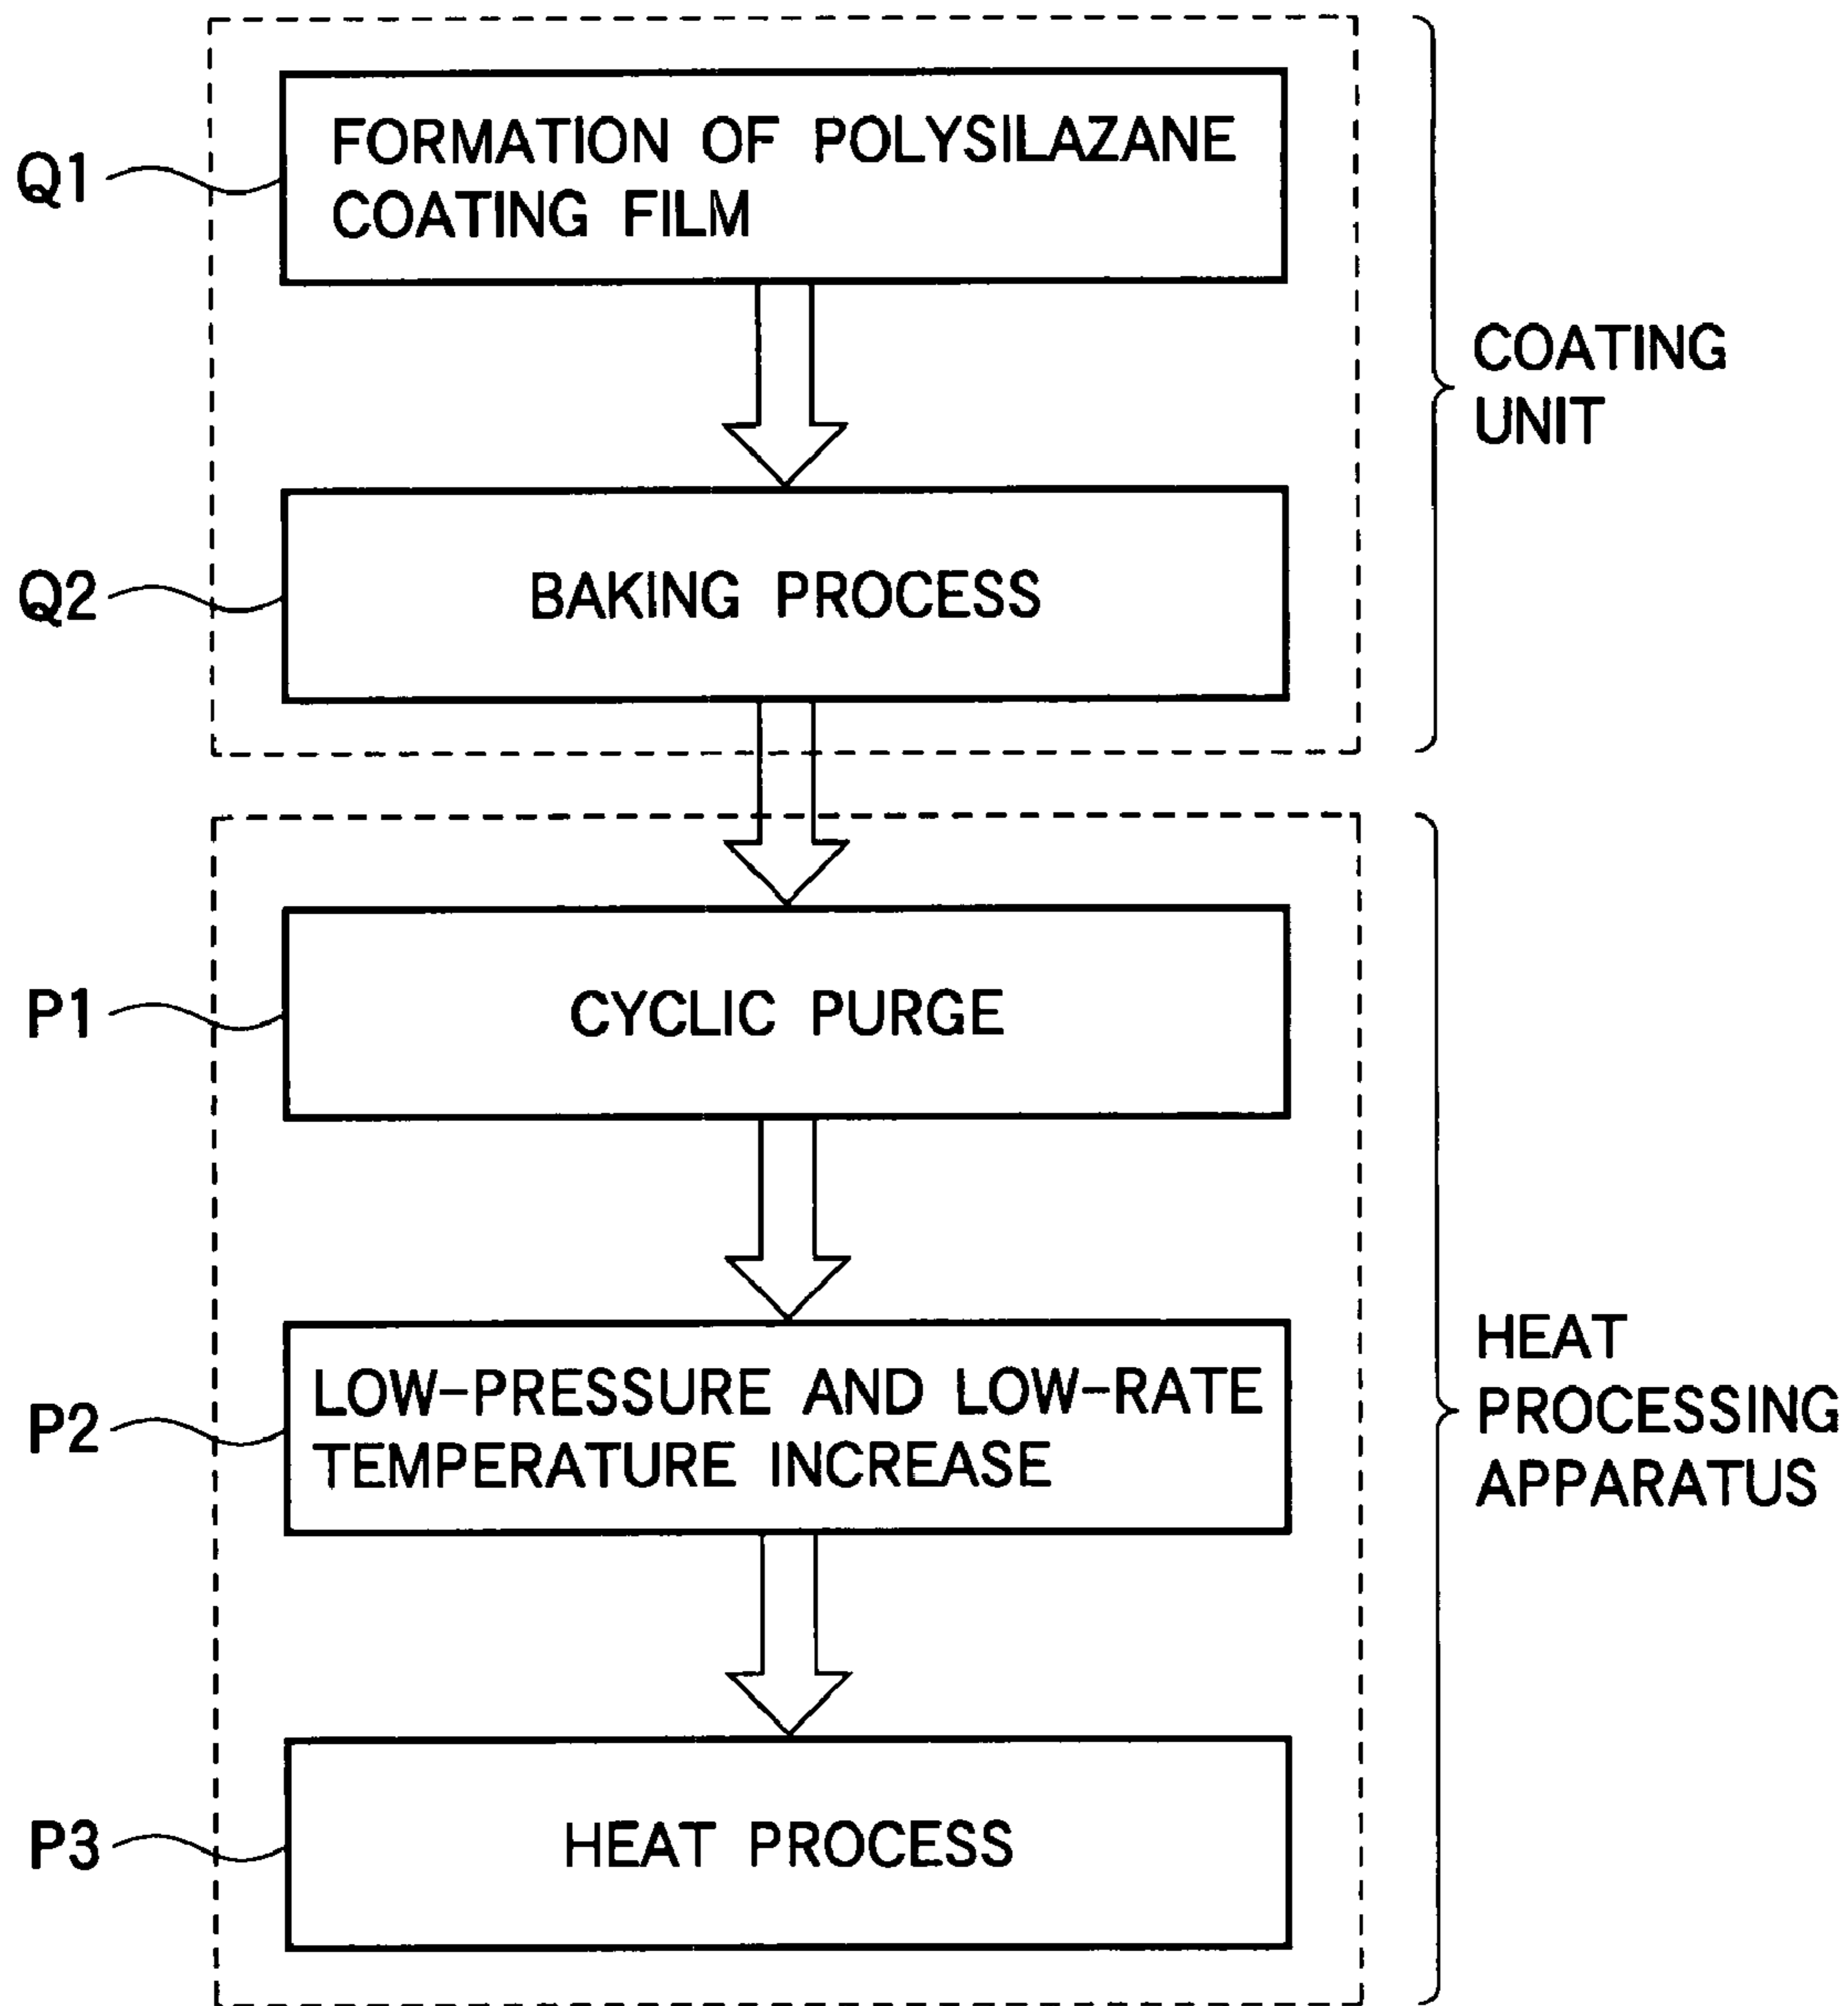 Q1
FORMATION OF POLYSILAZANE
COATING FILM
COATING
UNIT
Q2
BAKING PROCESS
P1
CYCLIC PURGE
P2
LOW-PRESSURE AND LOW-RATE
TEMPERATURE INCREASE
HEAT
PROCESSING
APPARATUS
P3
HEAT PROCESS